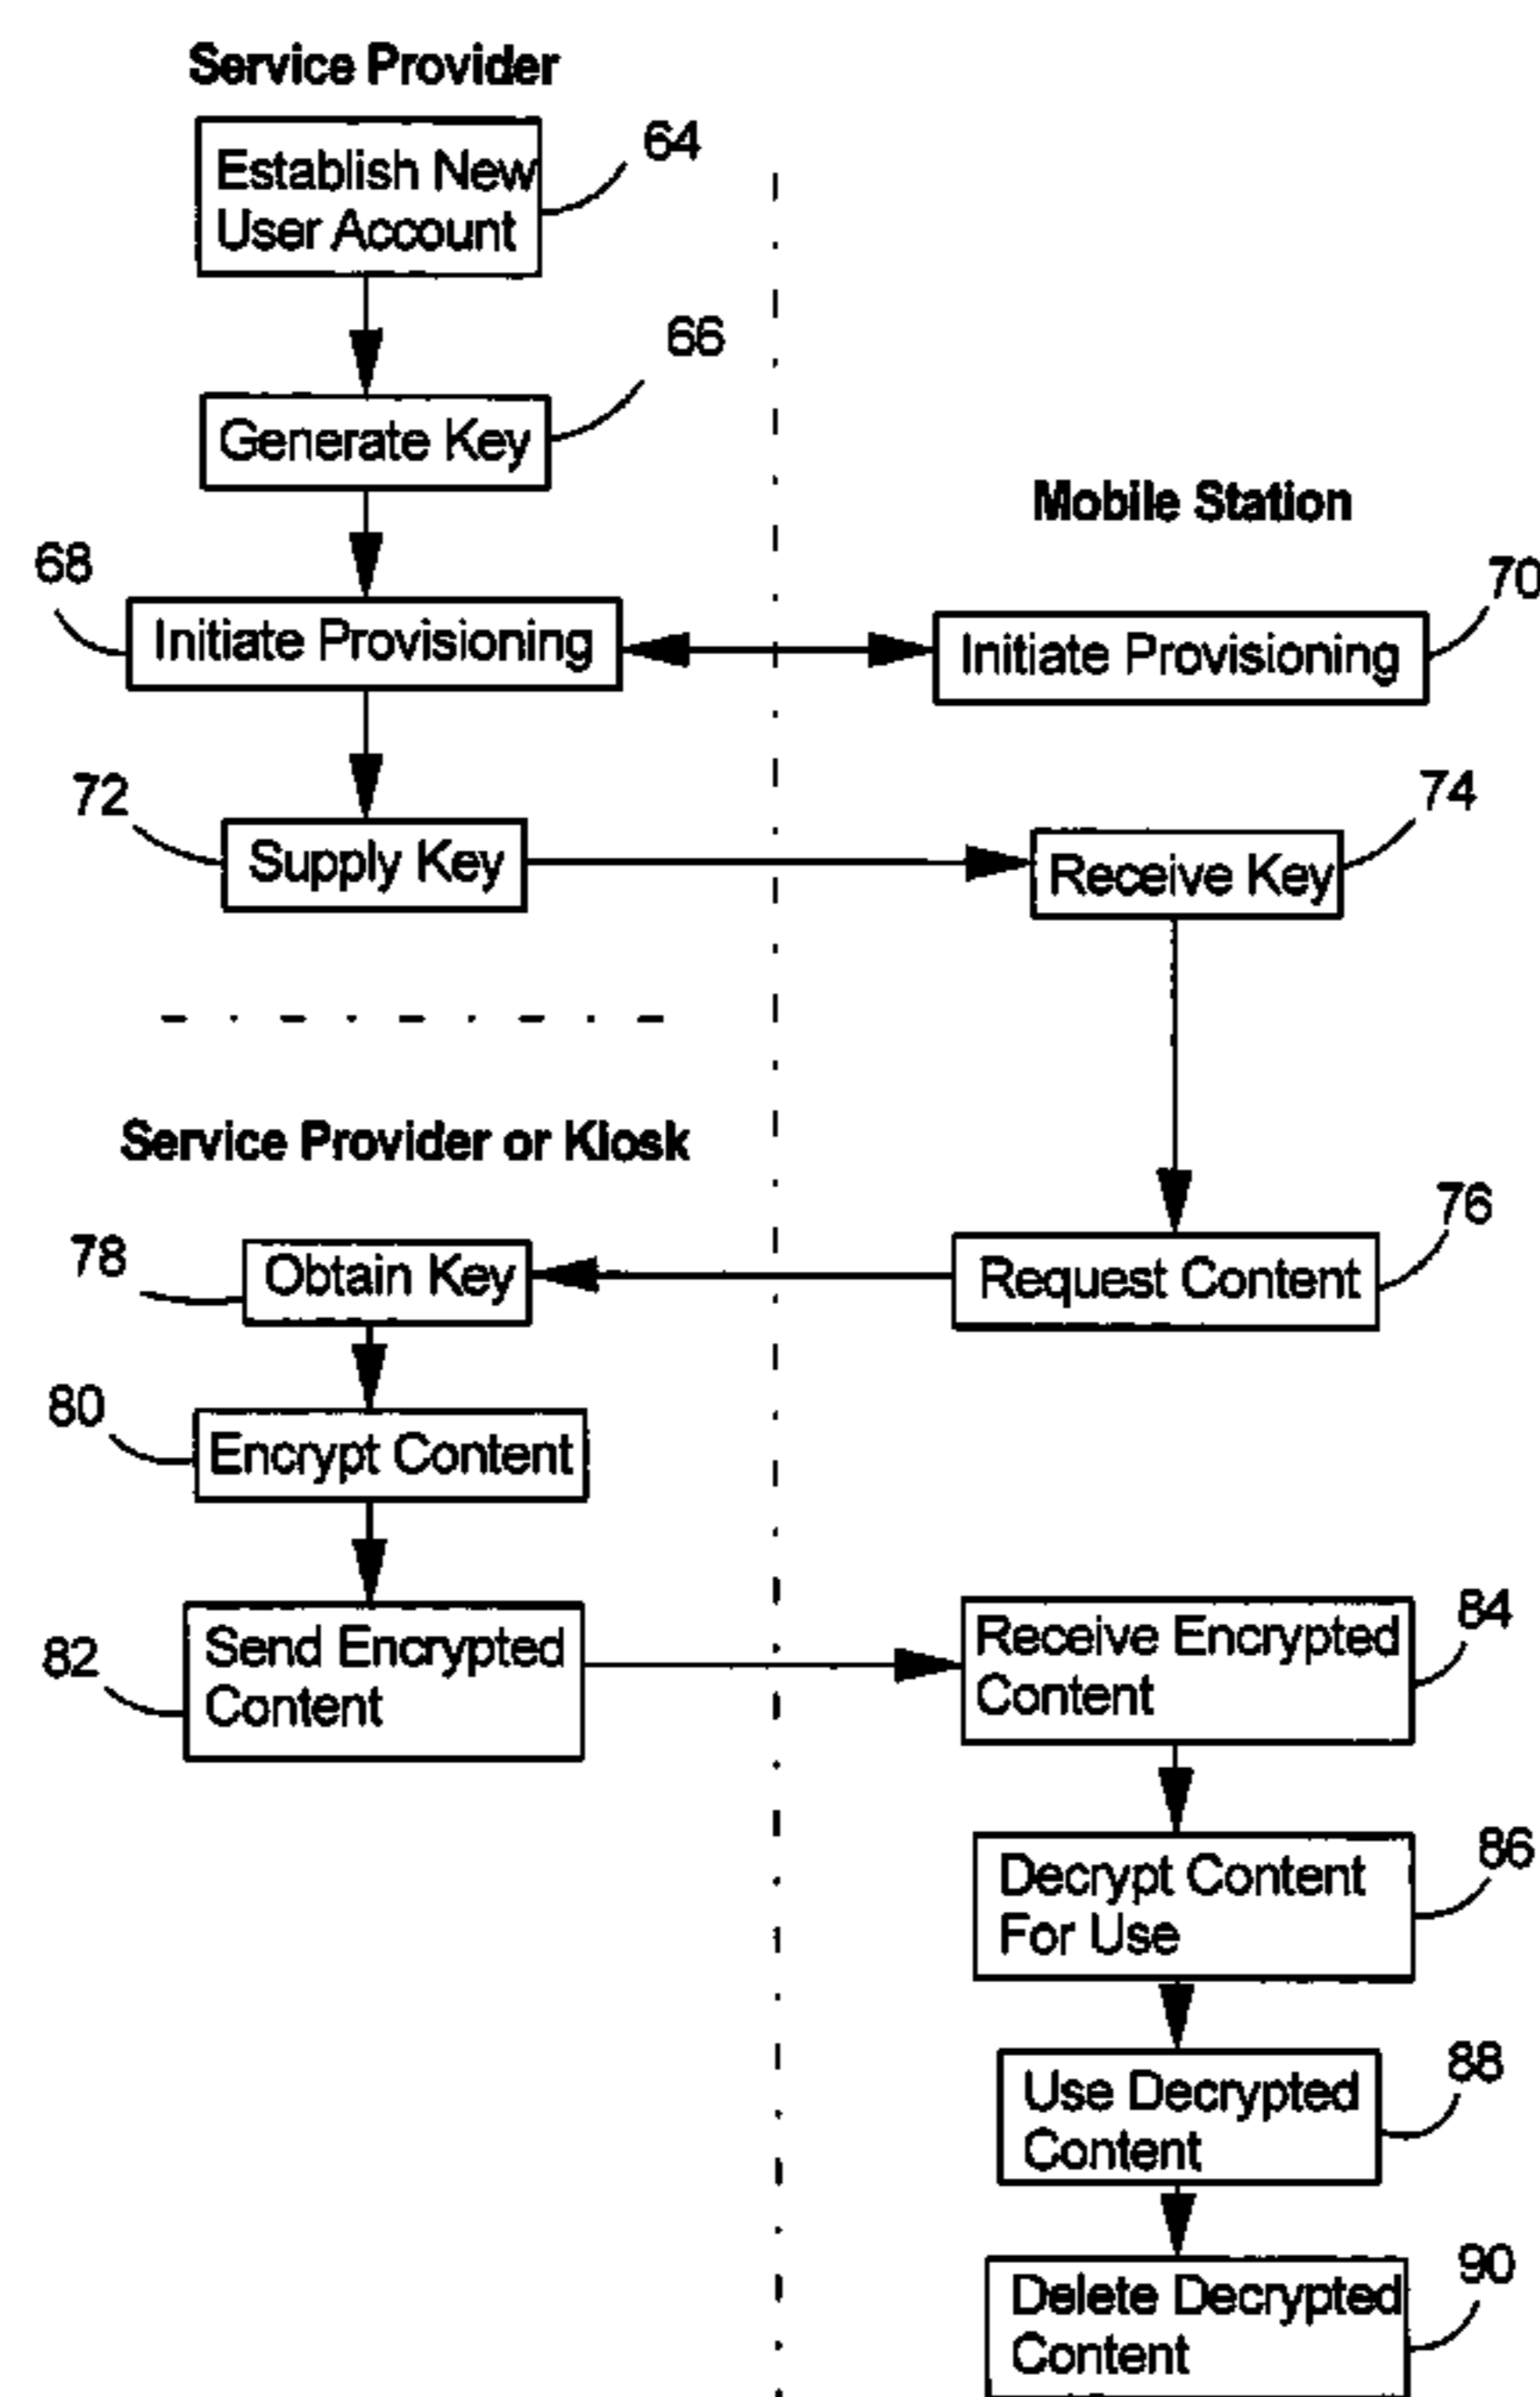 Service Provider
Establish New
User Account
64
Generate Key
66
Mobile Station
68
Initiate Provisioning
Initiate Provisioning
70
72
Supply Key
Receive Key
74
Service Provider or Kiosk
78
Obtain Key
Request Content
76
80
Encrypt Content
82
Send Encrypted
Content
Receive Encrypted
Content
84
Decrypt Content
For Use
86
Use Decrypted
Content
88
Delete Decrypted
Content
90